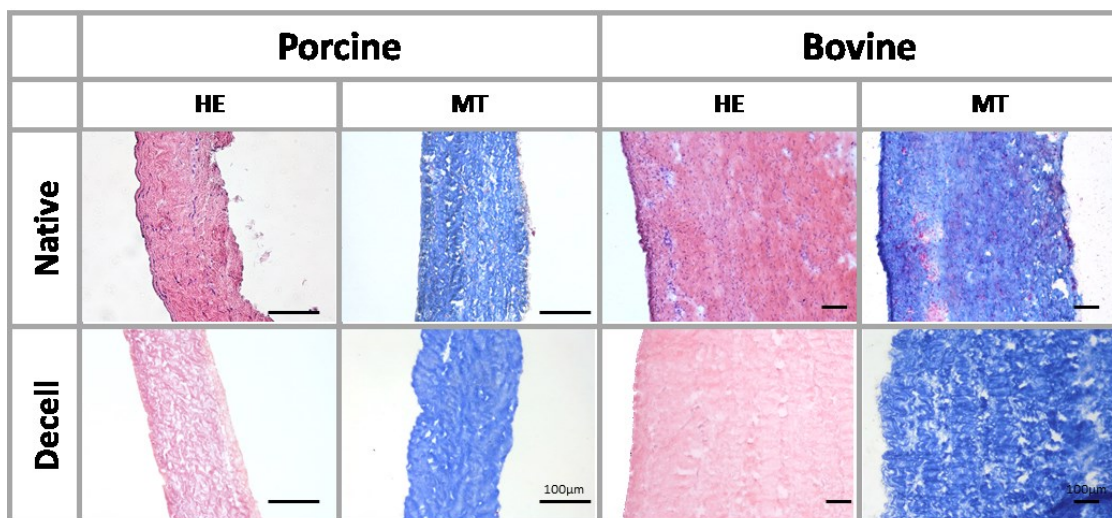 Porcine Bovine
HE MT HE MT
Native
Decell
100µm 100µm